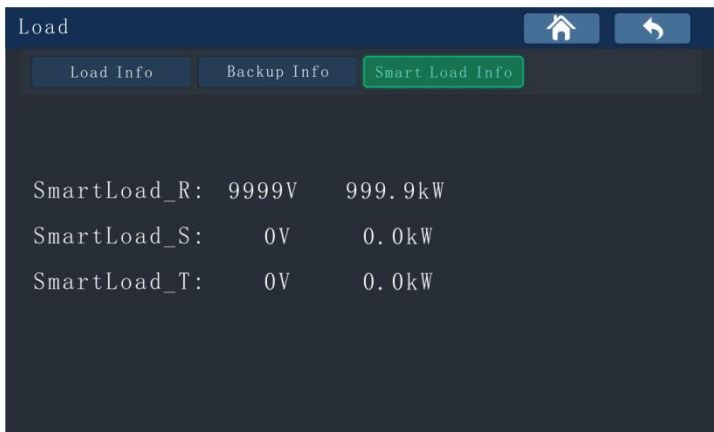 Load
Load Info Backup Info Smart Load Info
SmartLoad_R: 9999V 999.9kW
SmartLoad_S: 0V 0.0kW
SmartLoad_T: 0V 0.0kW